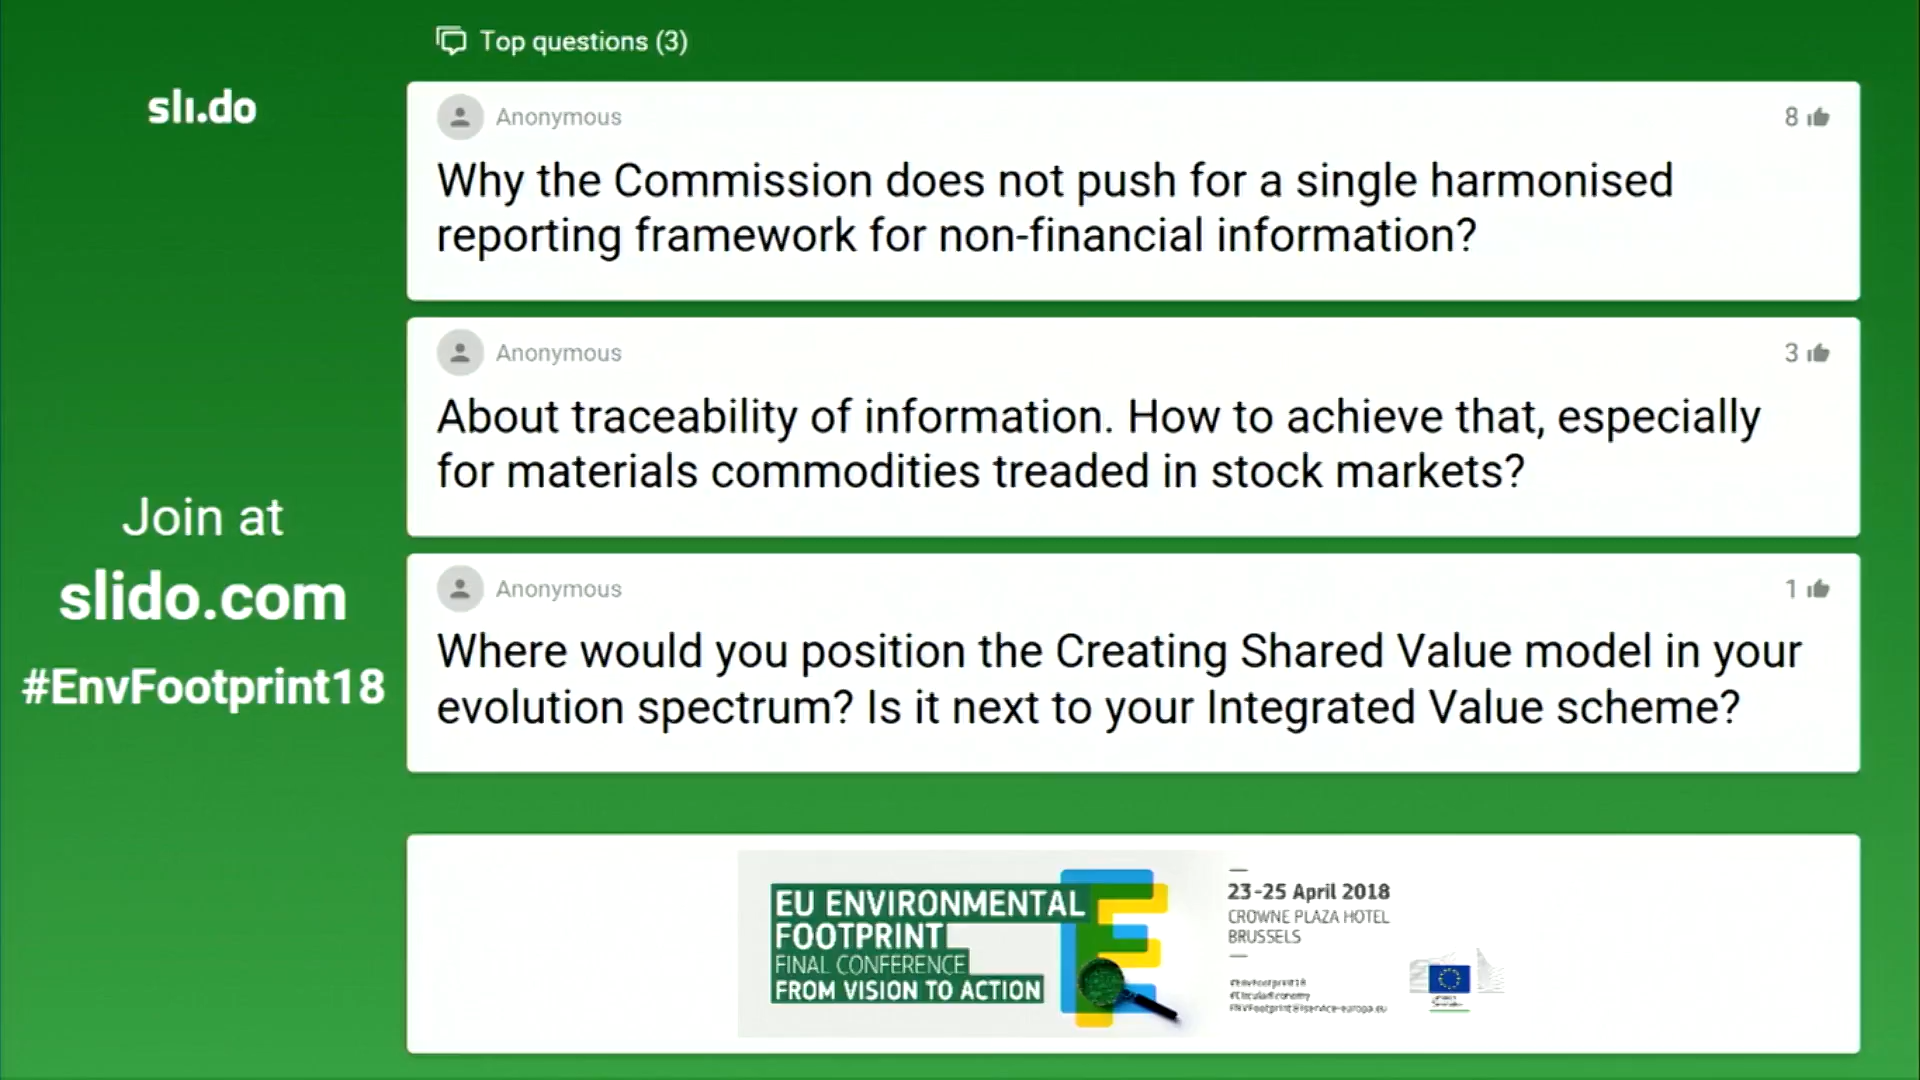 Top questions (3)
sli.do
Anonymous
8
Why the Commission does not push for a single harmonised
reporting framework for non-financial information?
Anonymous
3
About traceability of information. How to achieve that, especially
for materials commodities treaded in stock markets?
Anonymous
1
Where would you position the Creating Shared Value model in your
evolution spectrum? Is it next to your Integrated Value scheme?
Join at
slido.com
#EnvFootprint18
EU ENVIRONMENTAL
FOOTPRINT
FINAL CONFERENCE
FROM VISION TO ACTION
23-25 April 2018
CROWNE PLAZA HOTEL
BRUSSELS
#EnvFootprint18
#CircularEconomy